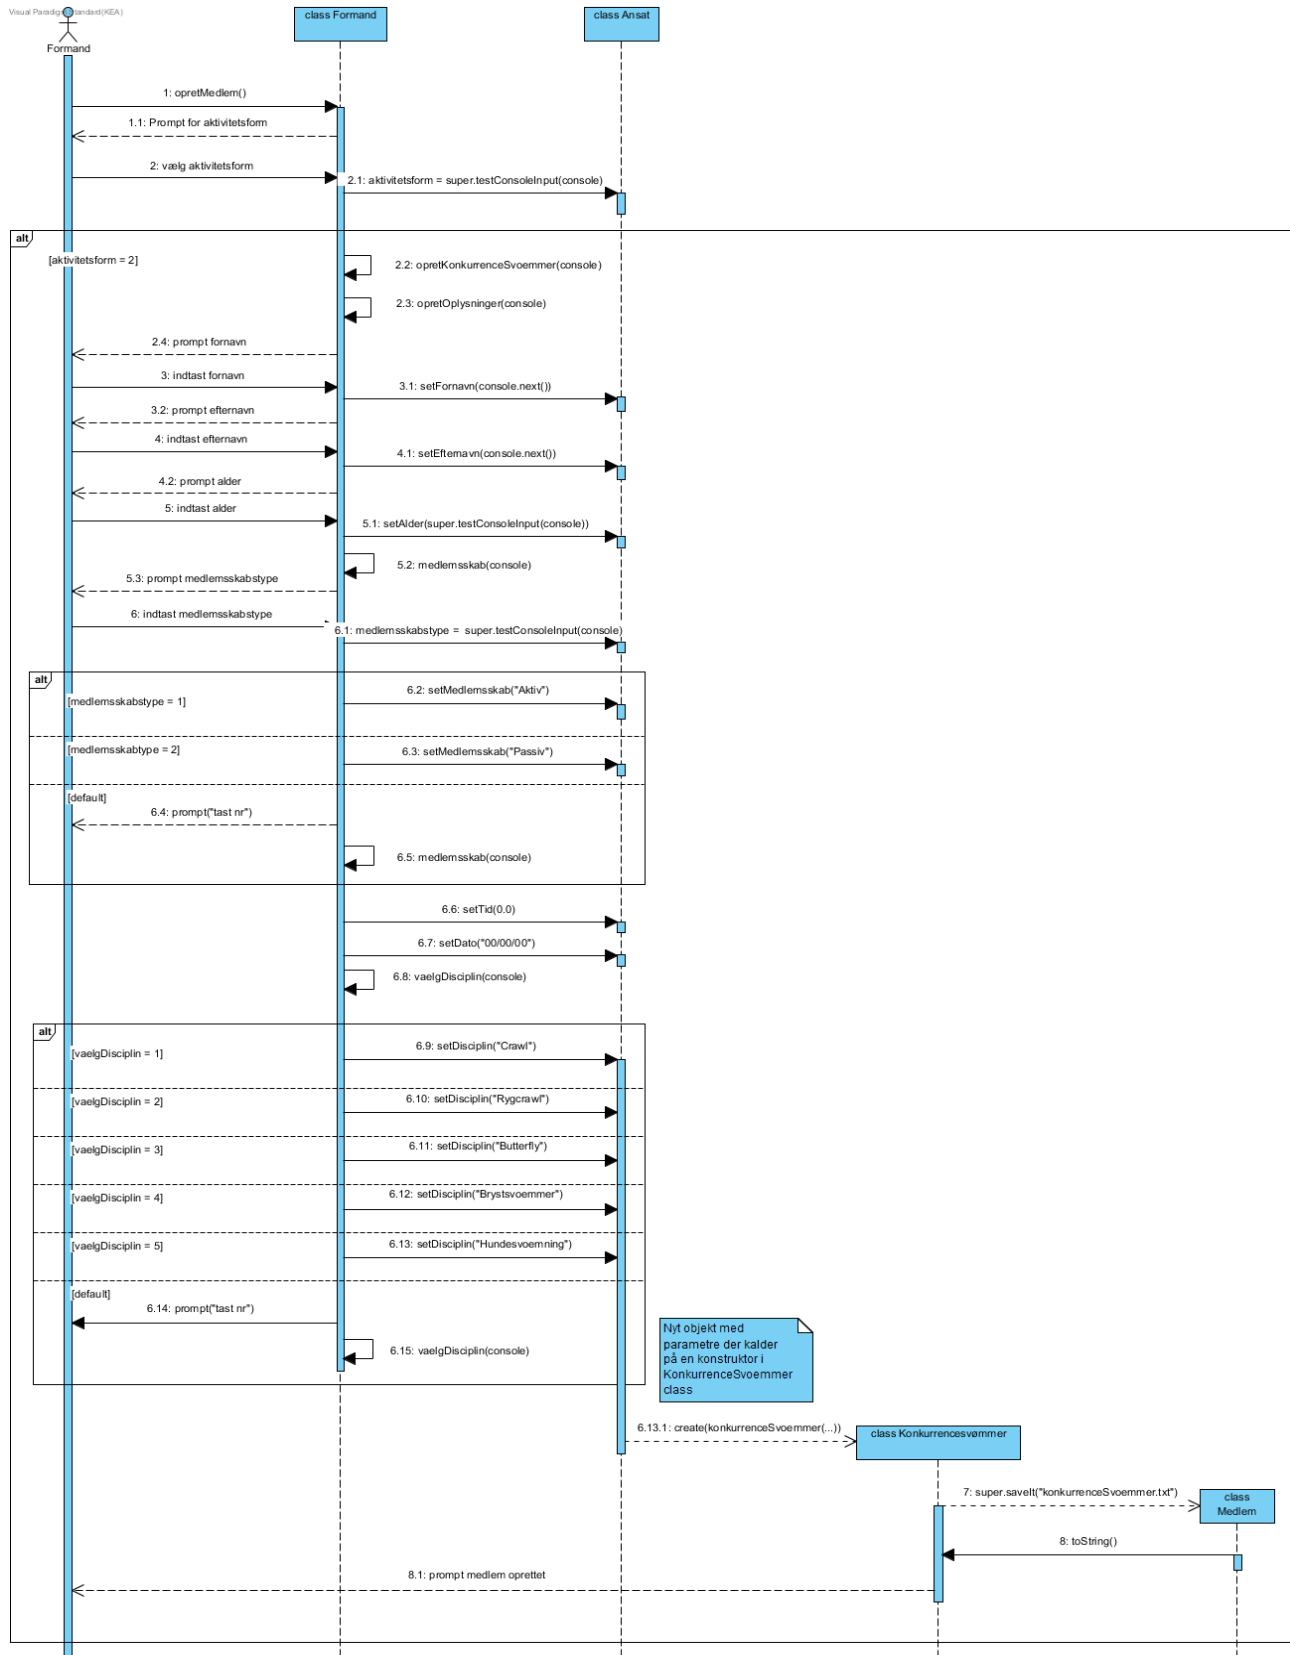 Visual Paradigm Standard(KEA)
Formand
class Formand
class Ansat
1: opretMedlem()
1.1: Prompt for aktivitetsform
2: vælg aktivitetsform
2.1: aktivitetsform = super.testConsoleInput(console)
alt
[aktivitetsform = 2]
2.2: opretKonkurrenceSvoemmer(console)
2.3: opretOplysninger(console)
2.4: prompt fornavn
3: indtast fornavn
3.1: setFornavn(console.next())
3.2: prompt efternavn
4: indtast efternavn
4.1: setEfternavn(console.next())
4.2: prompt alder
5: indtast alder
5.1: setAlder(super.testConsoleInput(console))
5.2: medlemsskab(console)
5.3: prompt medlemsskabstype
6: indtast medlemsskabstype
6.1: medlemsskabstype = super.testConsoleInput(console)
alt
[medlemsskabstype = 1]
6.2: setMedlemsskab("Aktiv")
[medlemsskabtype = 2]
6.3: setMedlemsskab("Passiv")
[default]
6.4: prompt("tast nr")
6.5: medlemsskab(console)
6.6: setTid(0.0)
6.7: setDato("00/00/00")
6.8: vaelgDisciplin(console)
alt
[vaelgDisciplin = 1]
6.9: setDisciplin("Crawl")
[vaelgDisciplin = 2]
6.10: setDisciplin("Rygcrawl")
[vaelgDisciplin = 3]
6.11: setDisciplin("Butterfly")
[vaelgDisciplin = 4]
6.12: setDisciplin("Brystsvoemmer")
[vaelgDisciplin = 5]
6.13: setDisciplin("Hundesvoemning")
[default]
6.14: prompt("tast nr")
6.15: vaelgDisciplin(console)
Nyt objekt med
parametre der kalder
på en konstruktor i
KonkurrenceSvoemmer
class
6.13.1: create(konkurrenceSvoemmer(...))
class Konkurrencesvømmer
7: super.saveIt("konkurrenceSvoemmer.txt")
class
Medlem
8: toString()
8.1: prompt medlem oprettet